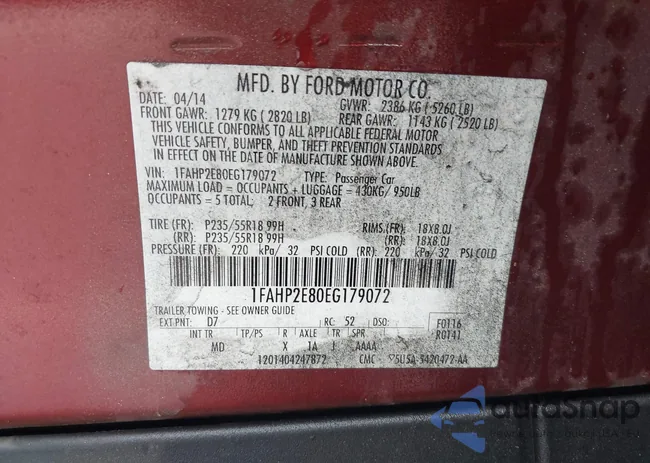 MFD. BY FORD MOTOR CO.
DATE: 04/14 GVWR: 2386 KG ( 5260 LB)
FRONT GAWR: 1279 KG ( 2820 LB) REAR GAWR: 1143 KG ( 2520 LB)
THIS VEHICLE CONFORMS TO ALL APPLICABLE FEDERAL MOTOR
VEHICLE SAFETY, BUMPER, AND THEFT PREVENTION STANDARDS
IN EFFECT ON THE DATE OF MANUFACTURE SHOWN ABOVE.
VIN: 1FAHP2E80EG179072 TYPE: Passenger Car
MAXIMUM LOAD = OCCUPANTS + LUGGAGE = 430KG/ 950LB
OCCUPANTS = 5 TOTAL, 2 FRONT, 3 REAR
TIRE (FR): P235/55R18 99H RIMS.(FR): 18X8.0J
(RR): P235/55R18 99H (RR): 18X8.0J
PRESSURE (FR): 220 kPa/ 32 PSI COLD (RR): 220 kPa/ 32 PSI COLD
1FAHP2E80EG179072
TRAILER TOWING - SEE OWNER GUIDE
EXT PNT: D7 RC: 52 DSO: F0116
R0141
INT TR TP/PS R AXLE TR SPR
MD X 1A J AAAA
1201404247872 CMC
autoSnap